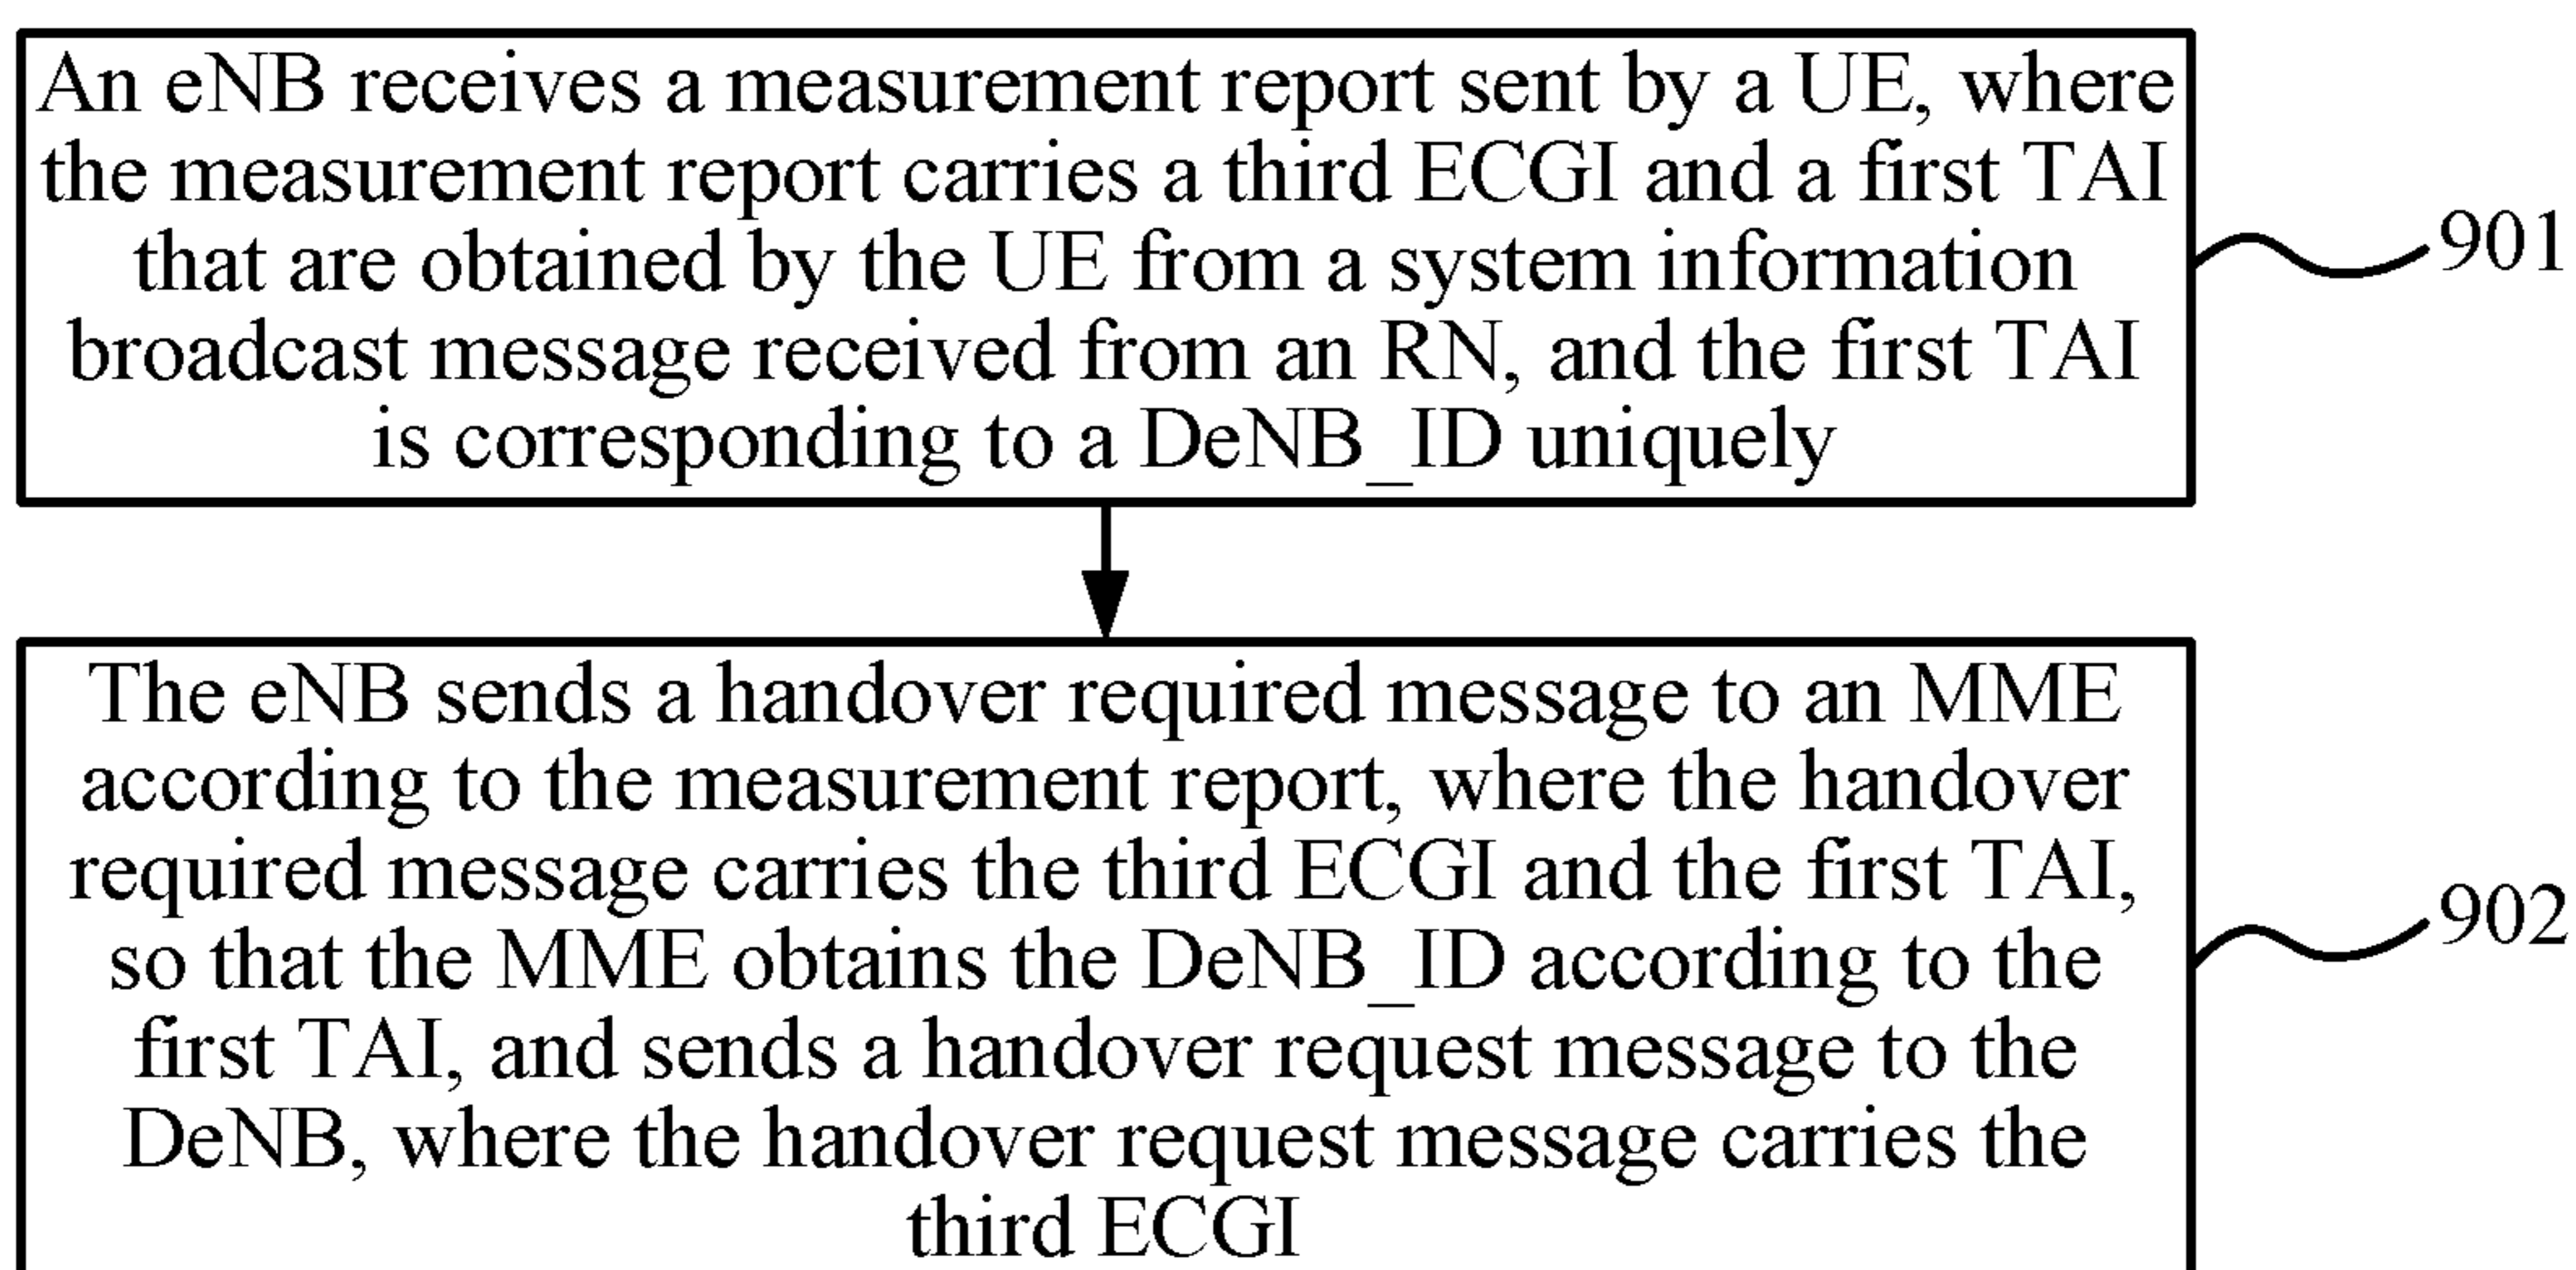 An eNB receives a measurement report sent by a UE, where
the measurement report carries a third ECGI and a first TAI
that are obtained by the UE from a system information
broadcast message received from an RN, and the first TAI
is corresponding to a DeNB_ID uniquely
901
The eNB sends a handover required message to an MME
according to the measurement report, where the handover
required message carries the third ECGI and the first TAI,
so that the MME obtains the DeNB_ID according to the
first TAI, and sends a handover request message to the
DeNB, where the handover request message carries the
third ECGI
902